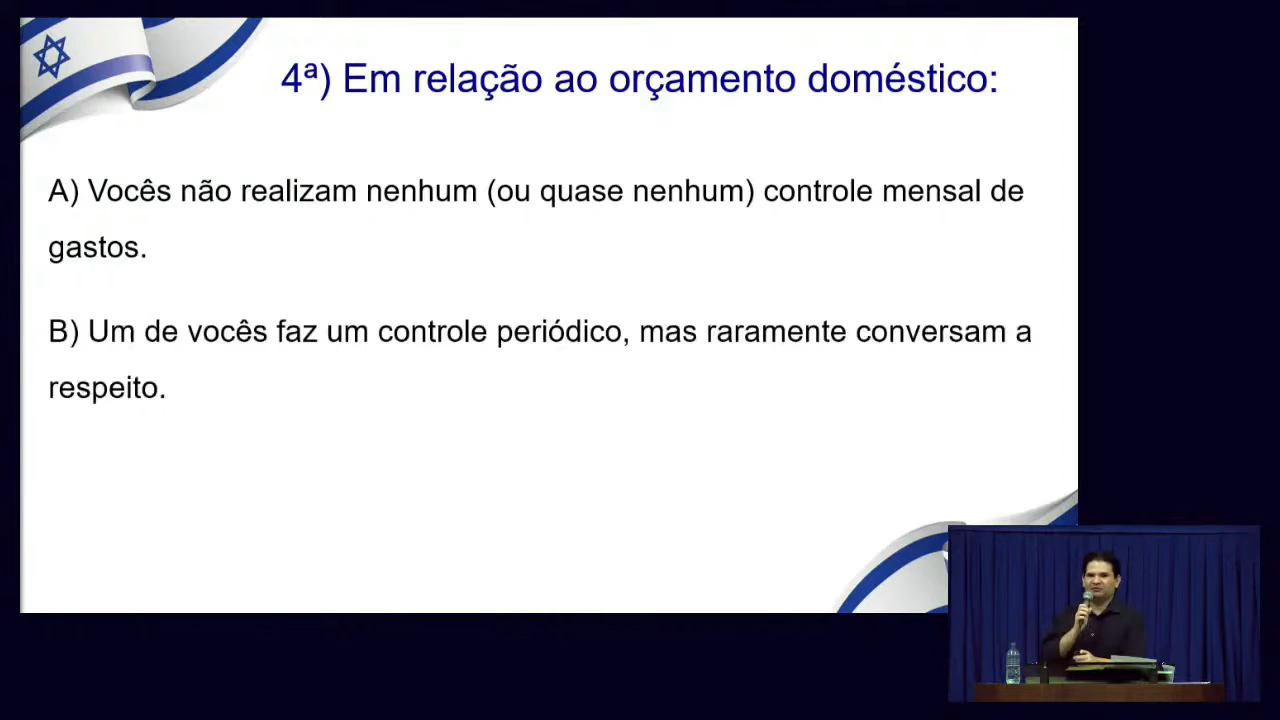 4ª) Em relação ao orçamento doméstico:
A) Vocês não realizam nenhum (ou quase nenhum) controle mensal de
gastos.
B) Um de vocês faz um controle periódico, mas raramente conversam a
respeito.